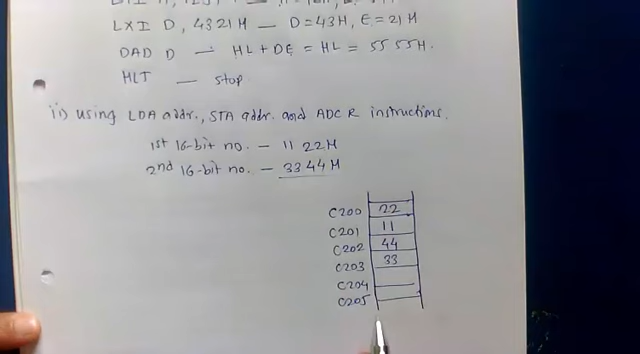 LXI D, 4321H — D=43H, E=21H
DAD D — HL+DE = HL = 5555H.
HLT — stop
ii) using LDA addr., STA addr. and ADC R instructions.
1st 16-bit no. — 1122H
2nd 16-bit no. — 3344H
C200 22
C201 11
C202 44
C203 33
C204
C205